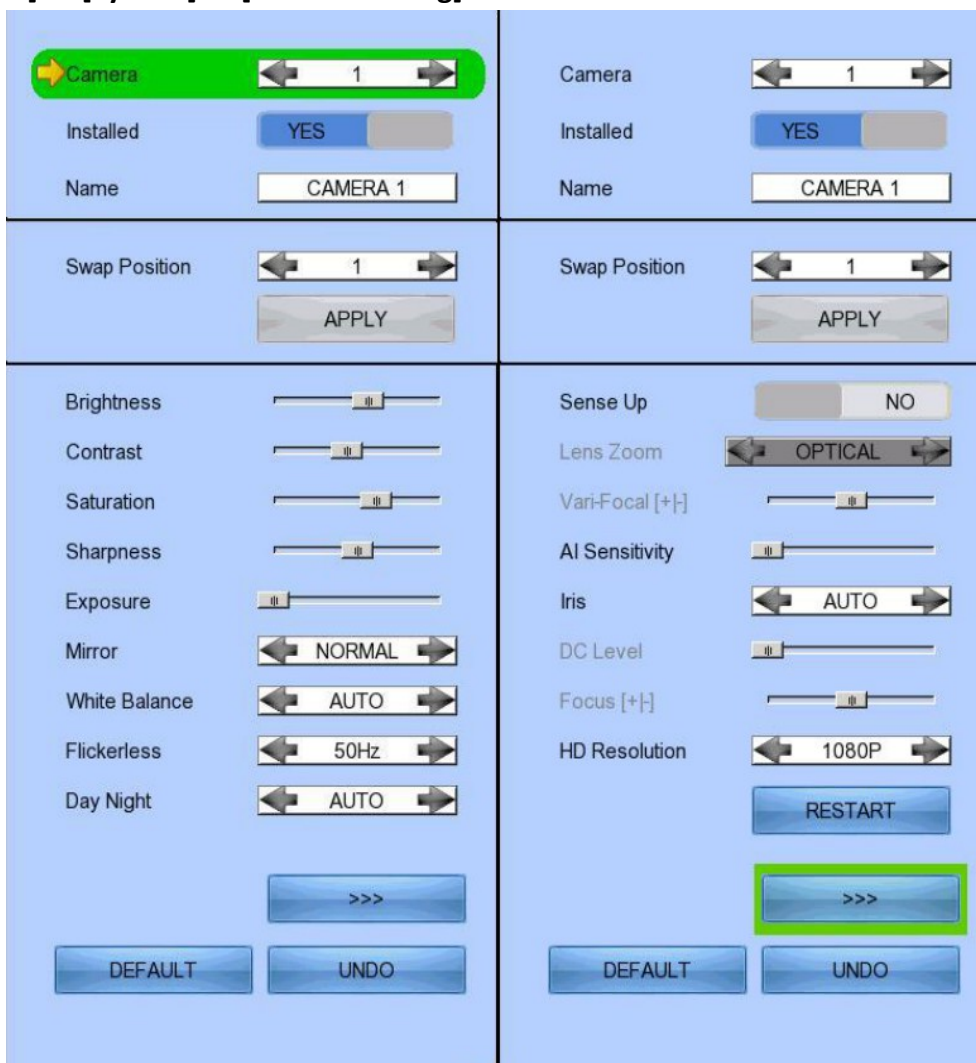 Camera 1
Installed YES
Name CAMERA 1
Swap Position 1
APPLY
Brightness
Contrast
Saturation
Sharpness
Exposure
Mirror NORMAL
White Balance AUTO
Flickerless 50Hz
Day Night AUTO
>>>
DEFAULT UNDO
Camera 1
Installed YES
Name CAMERA 1
Swap Position 1
APPLY
Sense Up NO
Lens Zoom OPTICAL
Vari-Focal [+|-]
AI Sensitivity
Iris AUTO
DC Level
Focus [+|-]
HD Resolution 1080P
RESTART
>>>
DEFAULT UNDO